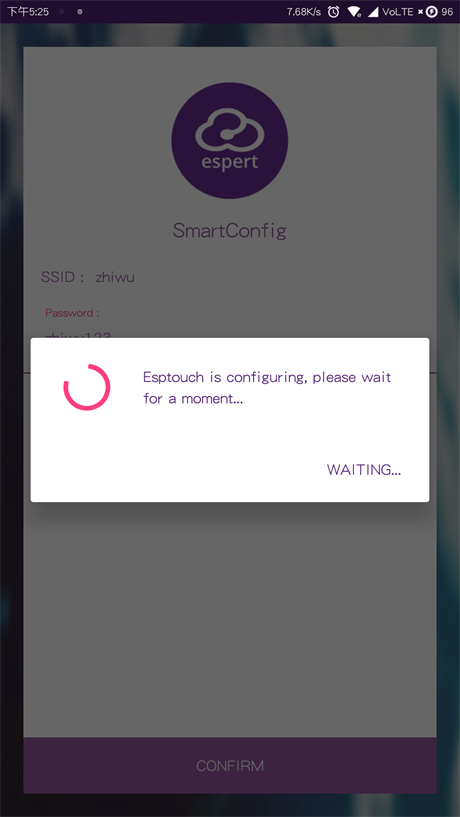 下午5:25 7.68K/s VoLTE 96
espert
SmartConfig
SSID： zhiwu
Password：
zhiwu123
Esptouch is configuring, please wait
for a moment...
WAITING...
CONFIRM